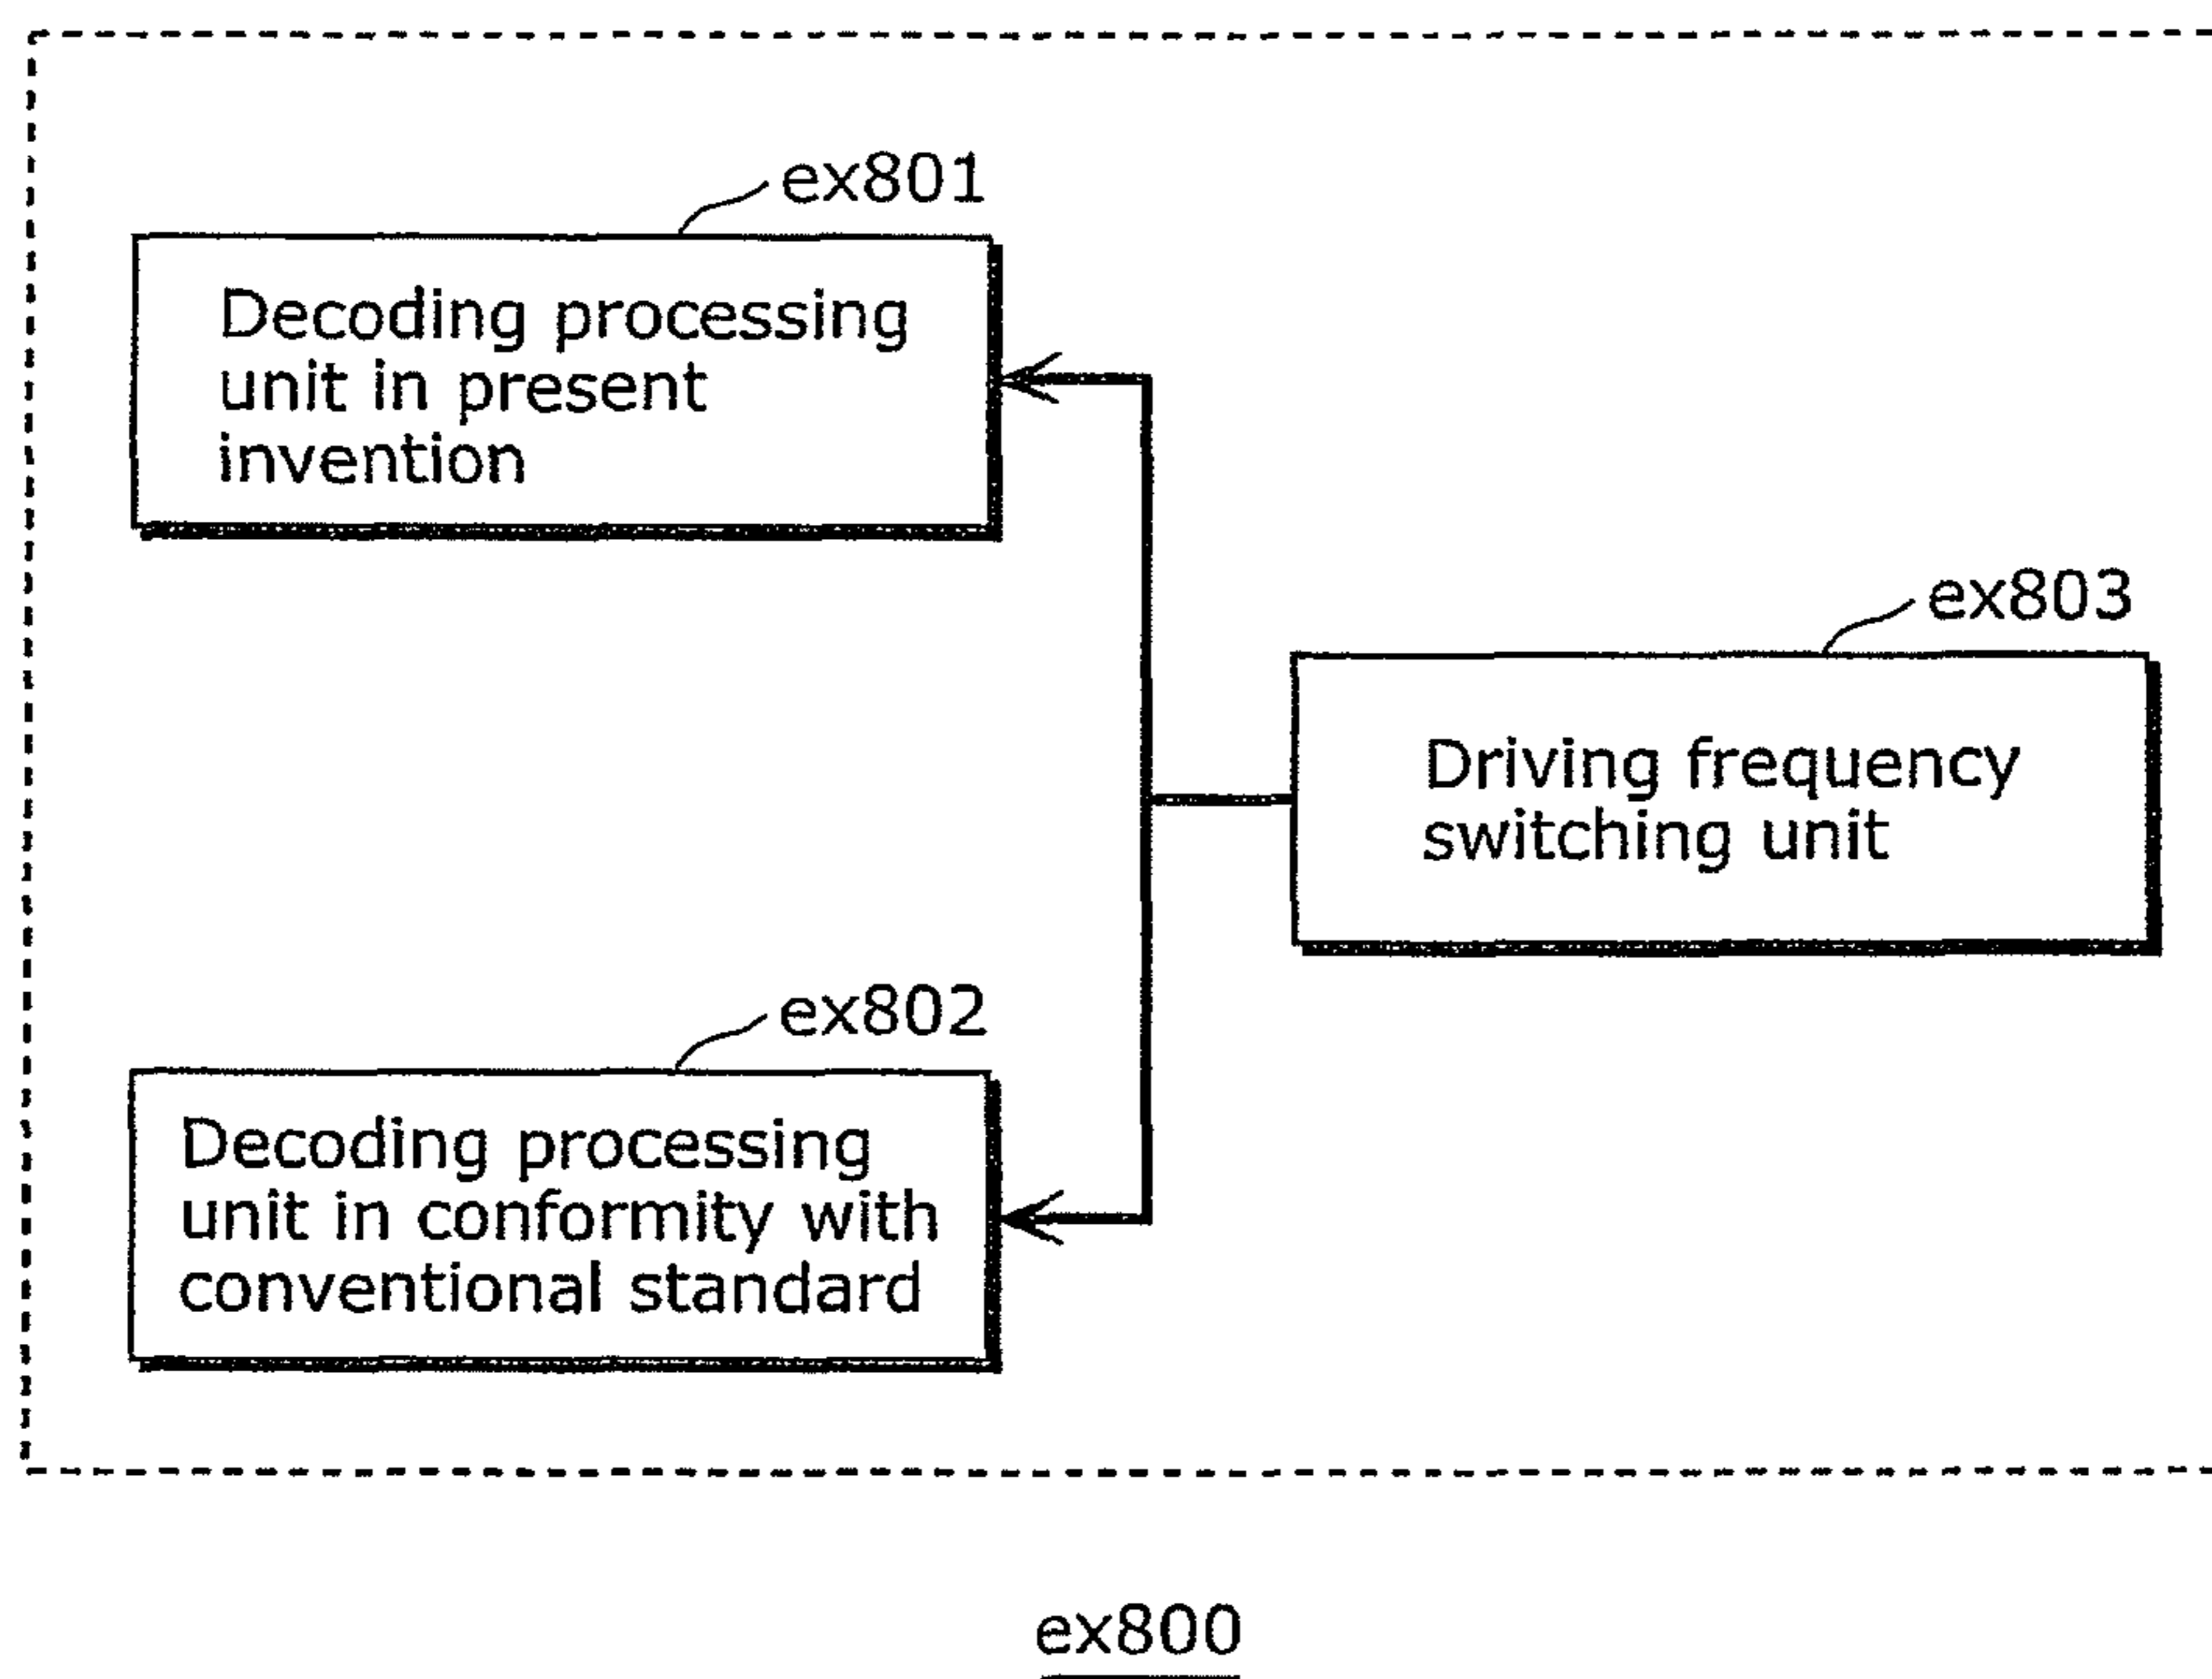 ex801
Decoding processing
unit in present
invention
ex803
Driving frequency
switching unit
ex802
Decoding processing
unit in conformity with
conventional standard
ex800